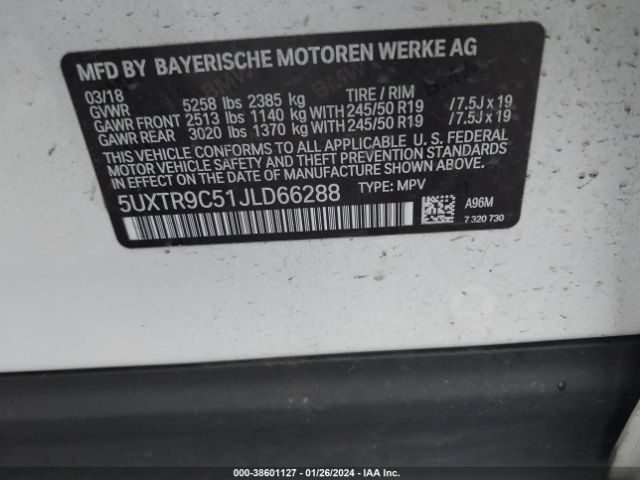 MFD BY BAYERISCHE MOTOREN WERKE AG
03/18
GVWR 5258 lbs 2385 kg TIRE / RIM
GAWR FRONT 2513 lbs 1140 kg WITH 245/50 R19 /7.5J x 19
GAWR REAR 3020 lbs 1370 kg WITH 245/50 R19 /7.5J x 19
THIS VEHICLE CONFORMS TO ALL APPLICABLE U. S. FEDERAL
MOTOR VEHICLE SAFETY, BUMPER, AND THEFT PREVENTION STANDARDS
IN EFFECT ON THE DATE OF MANUFACTURE SHOWN ABOVE.
5UXTR9C51JLD66288 TYPE: MPV
A96M
7 320 730
000-38601127 - 01/26/2024 - IAA Inc.